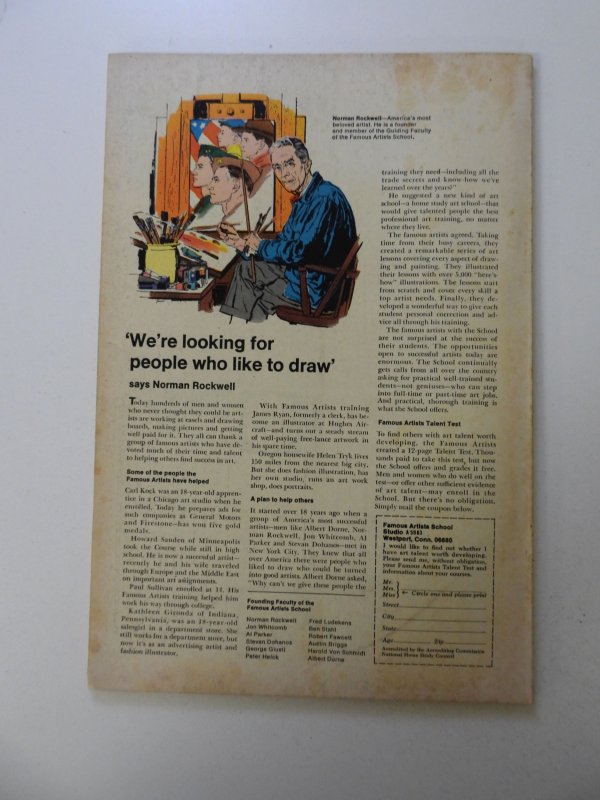 Norman Rockwell—America's most
beloved artist. He is a founder
and member of the Guiding Faculty
of the Famous Artists School.
'We're looking for
people who like to draw'
says Norman Rockwell
Today hundreds of men and women
who never thought they could be art-
ists are working at easels and drawing
boards, making pictures and getting
well paid for it. They all can thank a
group of famous artists who have de-
voted much of their time and talent
to helping others find success in art.
Some of the people the
Famous Artists have helped
Carl Kock was an 18-year-old appren-
tice in a Chicago art studio when he
enrolled. Today he prepares ads for
such companies as General Motors
and Firestone—has won five gold
medals.
Howard Sanden of Minneapolis
took the Course while still in high
school. He is now a successful artist—
recently he and his wife traveled
through Europe and the Middle East
on important art assignments.
Paul Sullivan enrolled at 14. His
Famous Artists training helped him
work his way through college.
Kathleen Gironda of Indiana,
Pennsylvania, was an 18-year-old
salesgirl in a department store. She
still works for a department store, but
now it's as an advertising artist and
fashion illustrator.
With Famous Artists training
James Ryan, formerly a clerk, has be-
come an illustrator at Hughes Air-
craft—and turns out a steady stream
of well-paying free-lance artwork in
his spare time.
Oregon housewife Helen Tryk lives
150 miles from the nearest big city.
But she does fashion illustration, has
her own studio, runs an art work
shop, does portraits.
A plan to help others
It started over 18 years ago when a
group of America's most successful
artists—men like Albert Dorne, Nor-
man Rockwell, Jon Whitcomb, Al
Parker and Stevan Dohanos—met in
New York City. They knew that all
over America there were people who
liked to draw who could be turned
into good artists. Albert Dorne asked,
"Why can't we give these people the
Founding Faculty of the
Famous Artists School
Norman Rockwell
Jon Whitcomb
Al Parker
Stevan Dohanos
George Giusti
Peter Helck
Fred Ludekens
Ben Stahl
Robert Fawcett
Austin Briggs
Harold Von Schmidt
Albert Dorne
training they need—including all the
trade secrets and know-how we've
learned over the years?"
He suggested a new kind of art
school—a home study art school—that
would give talented people the best
professional art training, no matter
where they live.
The famous artists agreed. Taking
time from their busy careers, they
created a remarkable series of art
lessons covering every aspect of draw-
ing and painting. They illustrated
their lessons with over 5,000 "here's-
how" illustrations. The lessons start
from scratch and cover every skill a
top artist needs. Finally, they de-
veloped a wonderful way to give each
student personal correction and ad-
vice all through his training.
The famous artists with the School
are not surprised at the success of
their students. The opportunities
open to successful artists today are
enormous. The School continually
gets calls from all over the country
asking for practical well-trained stu-
dents—not geniuses—who can step
into full-time or part-time art jobs.
And practical, thorough training is
what the School offers.
Famous Artists Talent Test
To find others with art talent worth
developing, the Famous Artists
created a 12-page Talent Test. Thou-
sands paid to take this test, but now
the School offers and grades it free.
Men and women who do well on the
test—or offer other sufficient evidence
of art talent—may enroll in the
School. But there's no obligation.
Simply mail the coupon below.
Famous Artists School
Studio
Westport, Conn. 06880
I would like to find out whether I
have art talent worth developing.
Please send me, without obligation,
your Famous Artists Talent Test and
information about your courses.
Mr.
Mrs.
Miss
← Circle one and please print
Street
City
State
Age Zip
Accredited by the Accrediting Commission
National Home Study Council